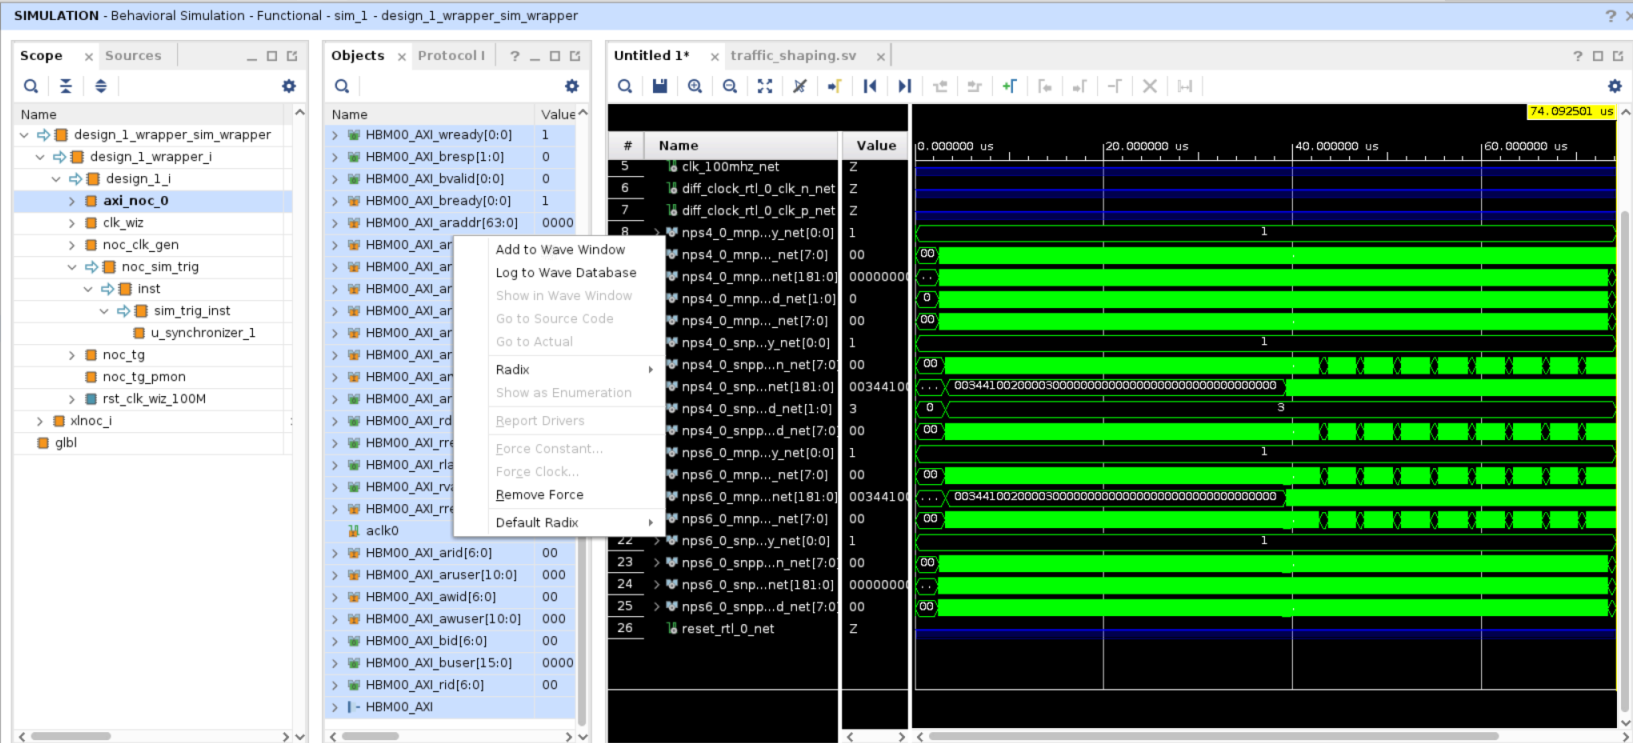 SIMULATION - Behavioral Simulation - Functional - sim_1 - design_1_wrapper_sim_wrapper
Scope
Sources
Name
design_1_wrapper_sim_wrapper
design_1_wrapper_i
design_1_i
axi_noc_0
clk_wiz
noc_clk_gen
noc_sim_trig
inst
sim_trig_inst
u_synchronizer_1
noc_tg
noc_tg_pmon
rst_clk_wiz_100M
xlnoc_i
glbl
Objects
Protocol I
Name Value
HBM00_AXI_wready[0:0] 1
HBM00_AXI_bresp[1:0] 0
HBM00_AXI_bvalid[0:0] 0
HBM00_AXI_bready[0:0] 1
HBM00_AXI_araddr[63:0] 0000
HBM00_AXI_ar
HBM00_AXI_ar
HBM00_AXI_ar
HBM00_AXI_ar
HBM00_AXI_ar
HBM00_AXI_ar
HBM00_AXI_ar
HBM00_AXI_ar
HBM00_AXI_rd
HBM00_AXI_rre
HBM00_AXI_rla
HBM00_AXI_rv
HBM00_AXI_rre
aclk0
HBM00_AXI_arid[6:0] 00
HBM00_AXI_aruser[10:0] 000
HBM00_AXI_awid[6:0] 00
HBM00_AXI_awuser[10:0] 000
HBM00_AXI_bid[6:0] 00
HBM00_AXI_buser[15:0] 0000
HBM00_AXI_rid[6:0] 00
HBM00_AXI
Add to Wave Window
Log to Wave Database
Show in Wave Window
Go to Source Code
Go to Actual
Radix
Show as Enumeration
Report Drivers
Force Constant...
Force Clock...
Remove Force
Default Radix
Untitled 1*
traffic_shaping.sv
74.092501 us
# Name Value
0.000000 us 20.000000 us 40.000000 us 60.000000 us
5 clk_100mhz_net Z
6 diff_clock_rtl_0_clk_n_net Z
7 diff_clock_rtl_0_clk_p_net Z
8 nps4_0_mnp...y_net[0:0] 1 1
nps4_0_mnp..._net[7:0] 00 00
nps4_0_mnp...net[181:0] 00000000 ..
nps4_0_mnp...d_net[1:0] 0 0
nps4_0_mnp..._net[7:0] 00 00
nps4_0_snp...y_net[0:0] 1 1
nps4_0_snp...n_net[7:0] 00 00
nps4_0_snp...net[181:0] 00344100 ...
nps4_0_snp...d_net[1:0] 3 0 3
nps4_0_snp...d_net[7:0] 00 00
nps6_0_mnp...y_net[0:0] 1 1
nps6_0_mnp..._net[7:0] 00 00
nps6_0_mnp...net[181:0] 00344100 ...
nps6_0_mnp..._net[7:0] 00 00
22 nps6_0_snp...y_net[0:0] 1 1
23 nps6_0_snpp...n_net[7:0] 00 00
24 nps6_0_snpp...net[181:0] 00000000 ..
25 nps6_0_snpp...d_net[7:0] 00 00
26 reset_rtl_0_net Z